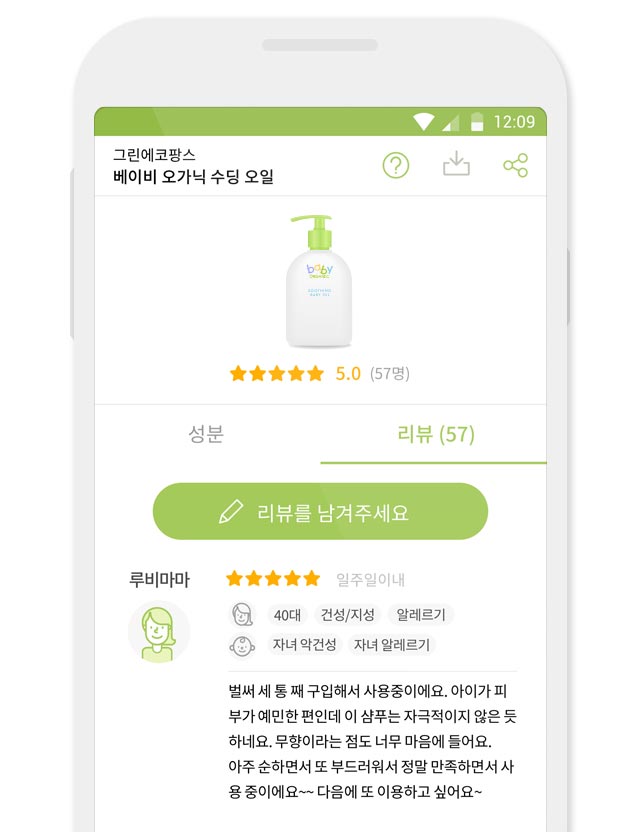 12:09
그린에코팡스
베이비 오가닉 수딩 오일
baby
ORGANIC
SOOTHING
BABY OIL
5.0 (57명)
성분 리뷰 (57)
리뷰를 남겨주세요
루비마마 일주일이내
40대 건성/지성 알레르기
자녀 악건성 자녀 알레르기
벌써 세 통 째 구입해서 사용중이에요. 아이가 피
부가 예민한 편인데 이 샴푸는 자극적이지 않은 듯
하네요. 무향이라는 점도 너무 마음에 들어요.
아주 순하면서 또 부드러워서 정말 만족하면서 사
용 중이에요~~ 다음에 또 이용하고 싶어요~